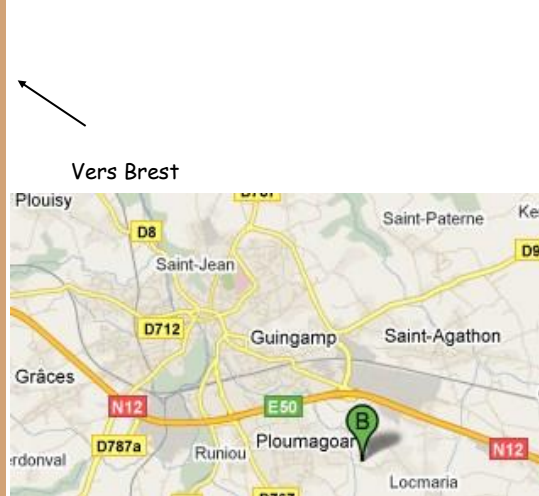 Vers Brest
Plouisy
Saint-Paterne
D8
D9
Saint-Jean
D712
Guingamp
Saint-Agathon
Grâces
N12
E50
B
D787a
rdonval
Runiou
Ploumagoar
N12
Locmaria